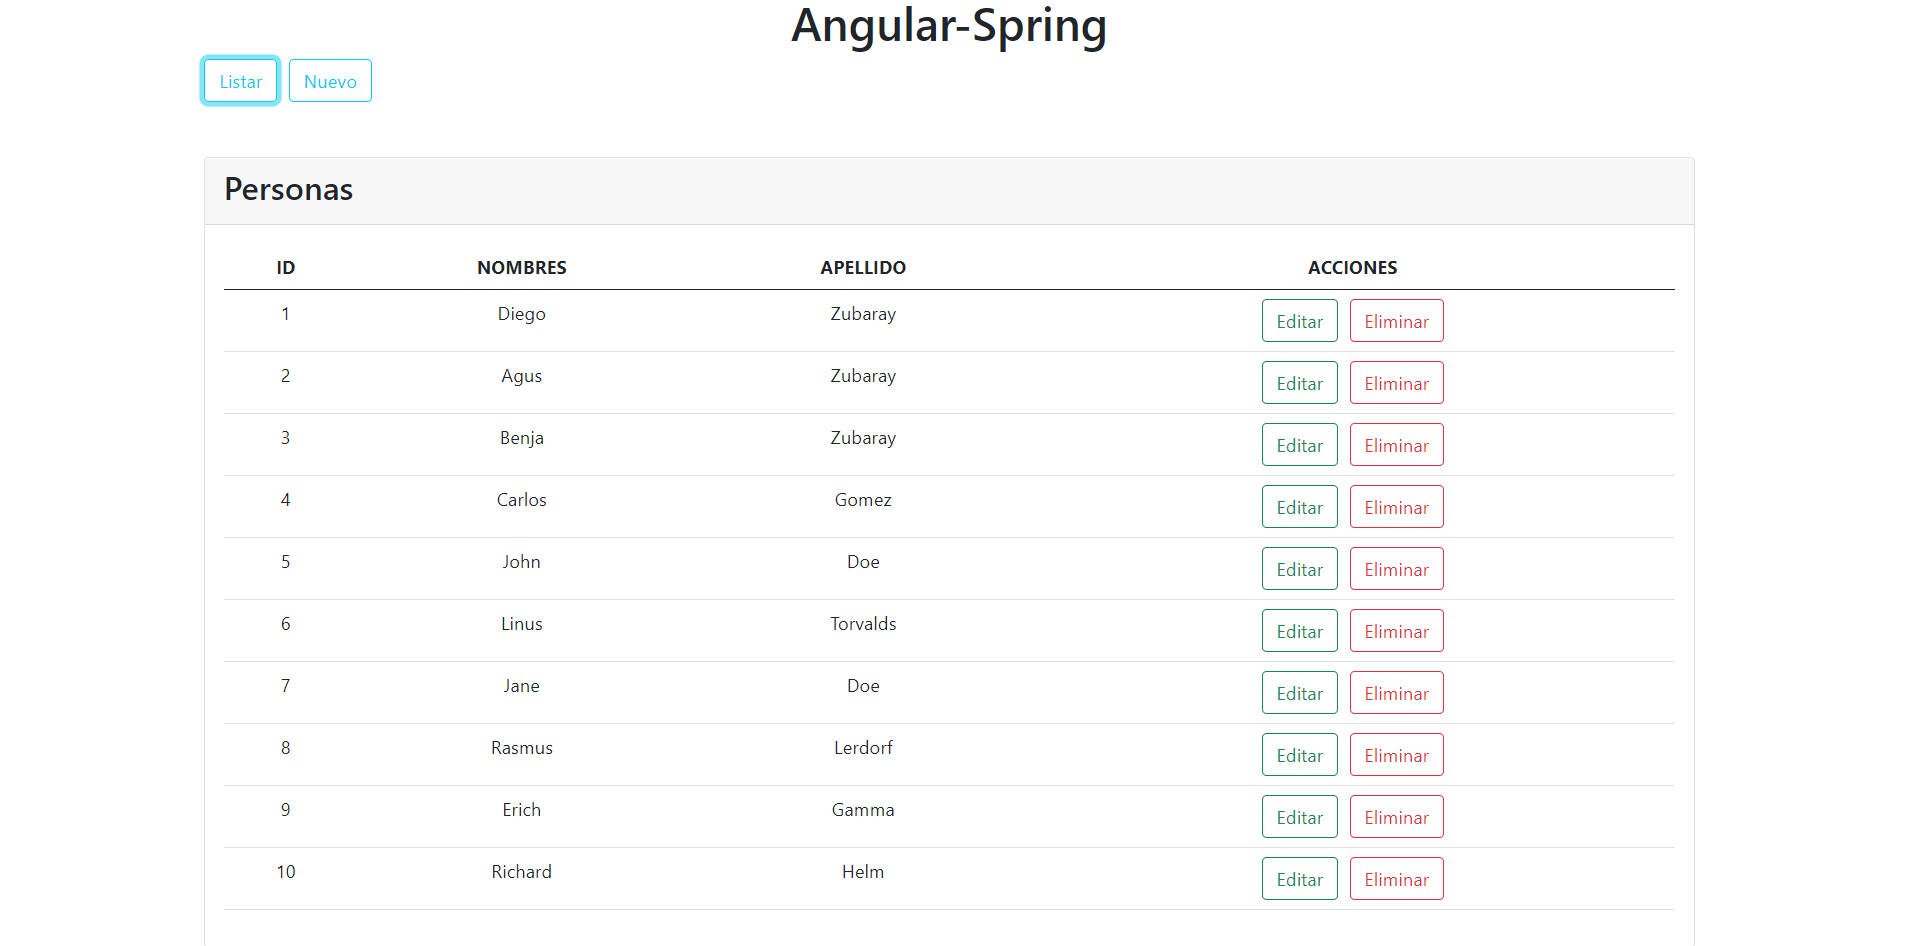 Angular-Spring
Listar Nuevo
Personas
ID NOMBRES APELLIDO ACCIONES
1 Diego Zubaray Editar Eliminar
2 Agus Zubaray Editar Eliminar
3 Benja Zubaray Editar Eliminar
4 Carlos Gomez Editar Eliminar
5 John Doe Editar Eliminar
6 Linus Torvalds Editar Eliminar
7 Jane Doe Editar Eliminar
8 Rasmus Lerdorf Editar Eliminar
9 Erich Gamma Editar Eliminar
10 Richard Helm Editar Eliminar